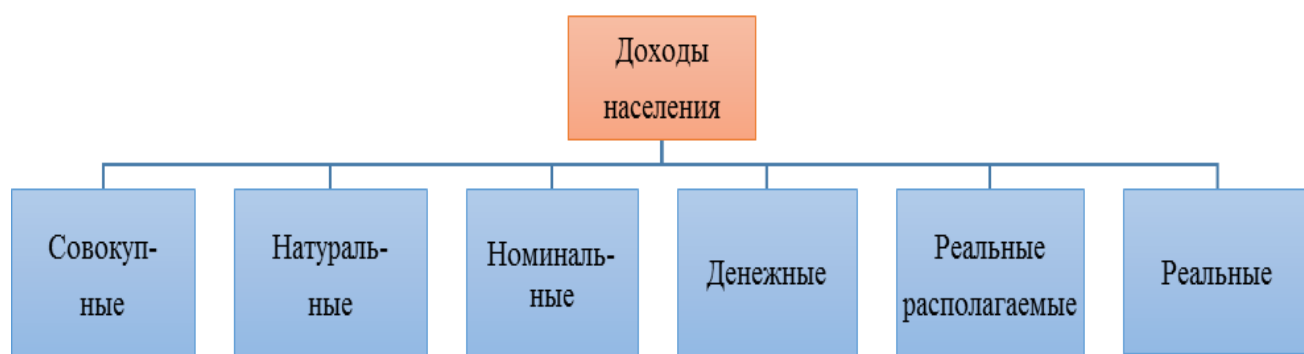 Доходы
населения
Совокуп-
ные
Натураль-
ные
Номиналь-
ные
Денежные
Реальные
располагаемые
Реальные